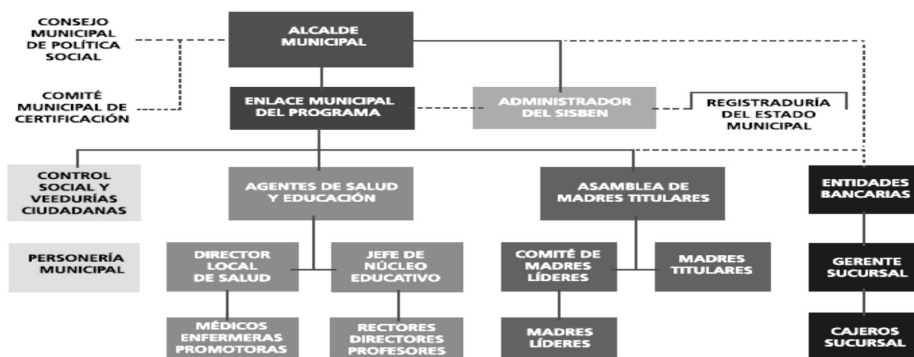 CONSEJO
MUNICIPAL
DE POLÍTICA
SOCIAL
ALCALDE
MUNICIPAL
COMITÉ
MUNICIPAL DE
CERTIFICACIÓN
ENLACE MUNICIPAL
DEL PROGRAMA
ADMINISTRADOR
DEL SISBEN
REGISTRADURÍA
DEL ESTADO
MUNICIPAL
CONTROL
SOCIAL Y
VEEDURÍAS
CIUDADANAS
AGENTES DE SALUD
Y EDUCACIÓN
ASAMBLEA DE
MADRES TITULARES
ENTIDADES
BANCARIAS
PERSONERÍA
MUNICIPAL
DIRECTOR
LOCAL
DE SALUD
JEFE DE
NÚCLEO
EDUCATIVO
COMITÉ DE
MADRES
LÍDERES
MADRES
TITULARES
GERENTE
SUCURSAL
MÉDICOS
ENFERMERAS
PROMOTORAS
RECTORES
DIRECTORES
PROFESORES
MADRES
LÍDERES
CAJEROS
SUCURSAL